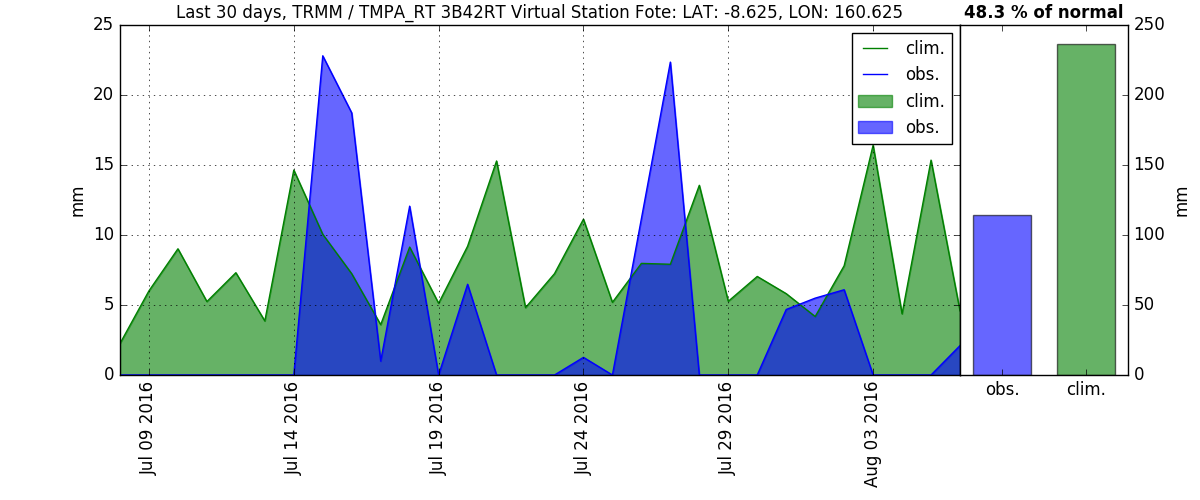 Last 30 days, TRMM / TMPA_RT 3B42RT Virtual Station Fote: LAT: -8.625, LON: 160.625
48.3 % of normal
25
20
15
10
5
0
mm
clim.
obs.
clim.
obs.
250
200
150
100
50
0
mm
Jul 09 2016
Jul 14 2016
Jul 19 2016
Jul 24 2016
Jul 29 2016
Aug 03 2016
obs.
clim.